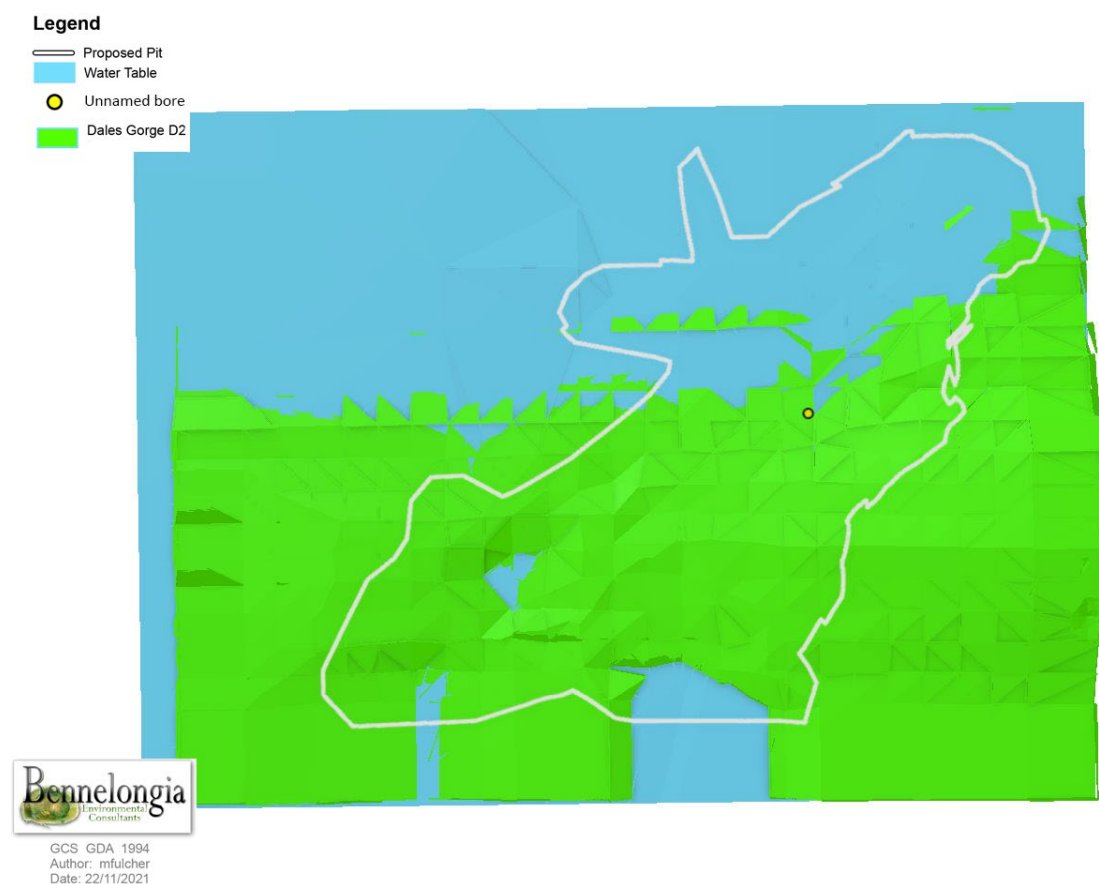 Legend
Proposed Pit
Water Table
Unnamed bore
Dales Gorge D2
Bennelongia
Environmental
Consultants
GCS GDA 1994
Author: mfulcher
Date: 22/11/2021